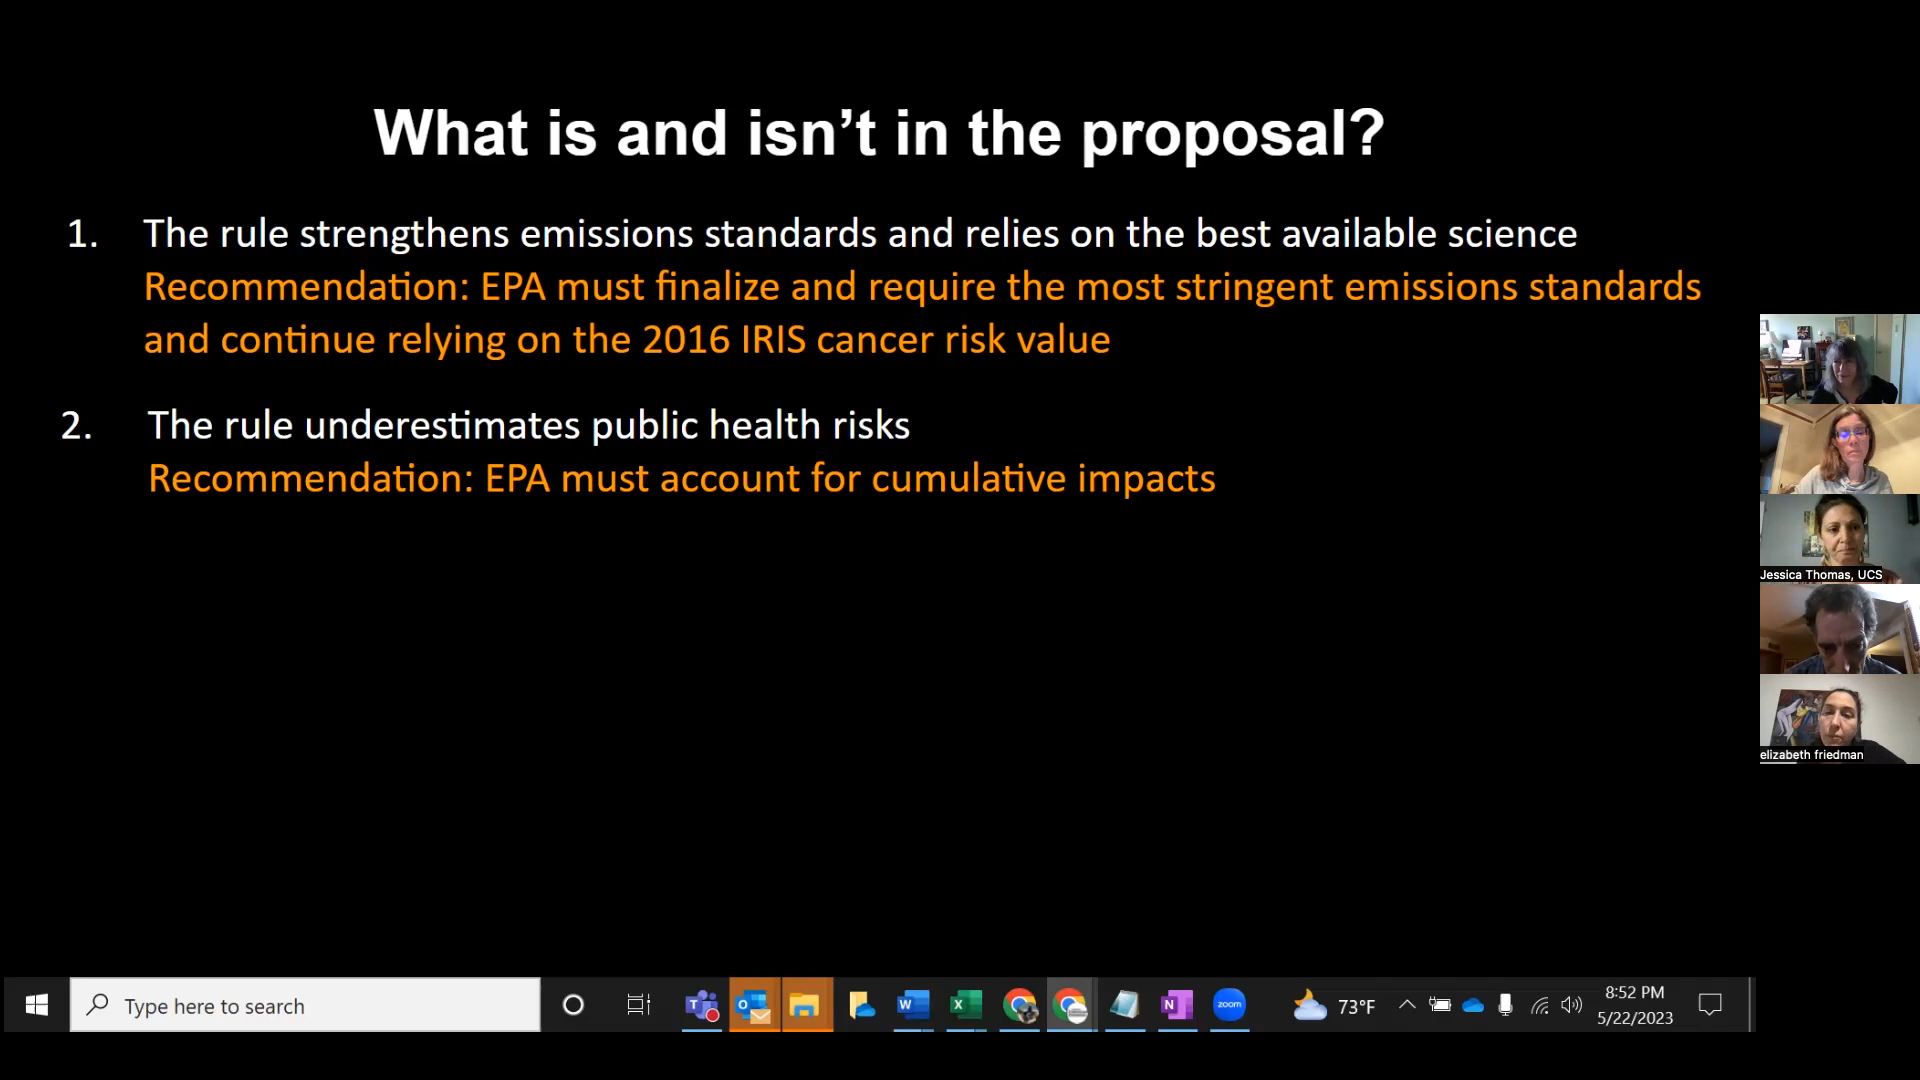 What is and isn’t in the proposal?
1. The rule strengthens emissions standards and relies on the best available science
Recommendation: EPA must finalize and require the most stringent emissions standards
and continue relying on the 2016 IRIS cancer risk value
2. The rule underestimates public health risks
Recommendation: EPA must account for cumulative impacts
Jessica Thomas, UCS
elizabeth friedman
Type here to search
zoom
73°F
8:52 PM
5/22/2023